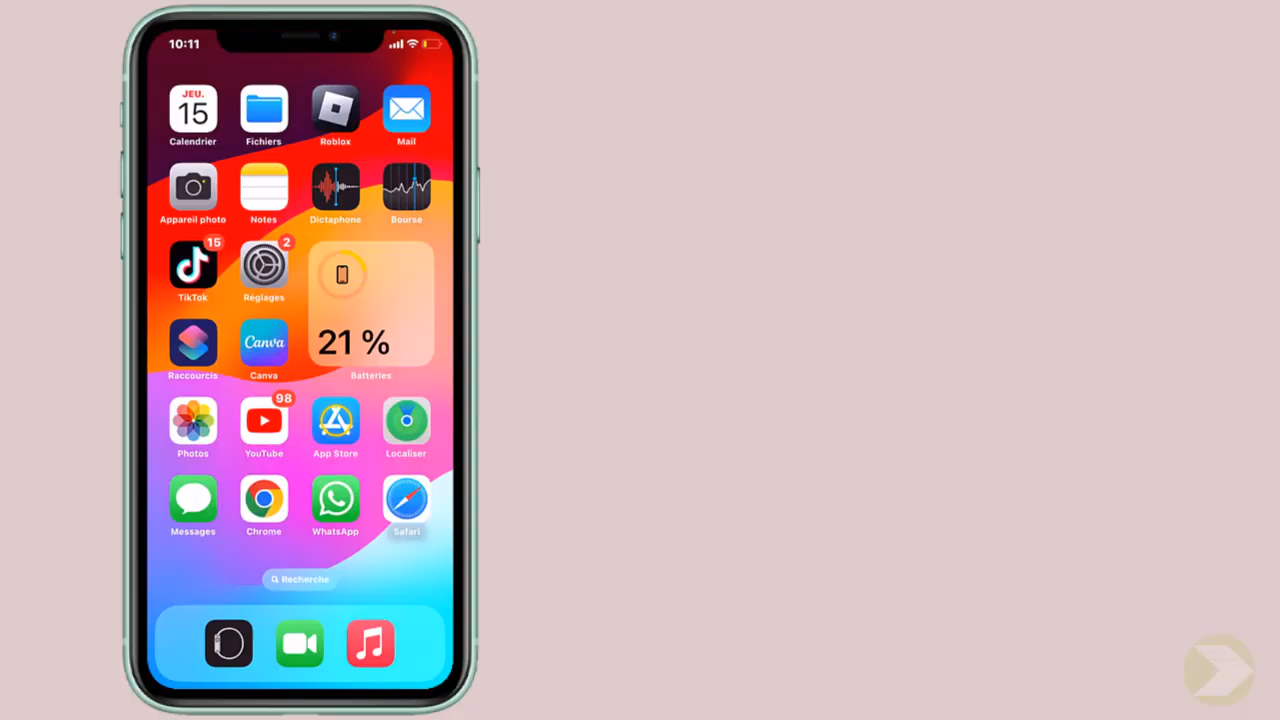 10:11
JEU.
15
Calendrier
Fichiers
Roblox
Mail
Appareil photo
Notes
Dictaphone
Bourse
15
2
TikTok
Réglages
Canva
21 %
Raccourcis
Canva
Batteries
98
Photos
YouTube
App Store
Localiser
Messages
Chrome
WhatsApp
Safari
Recherche